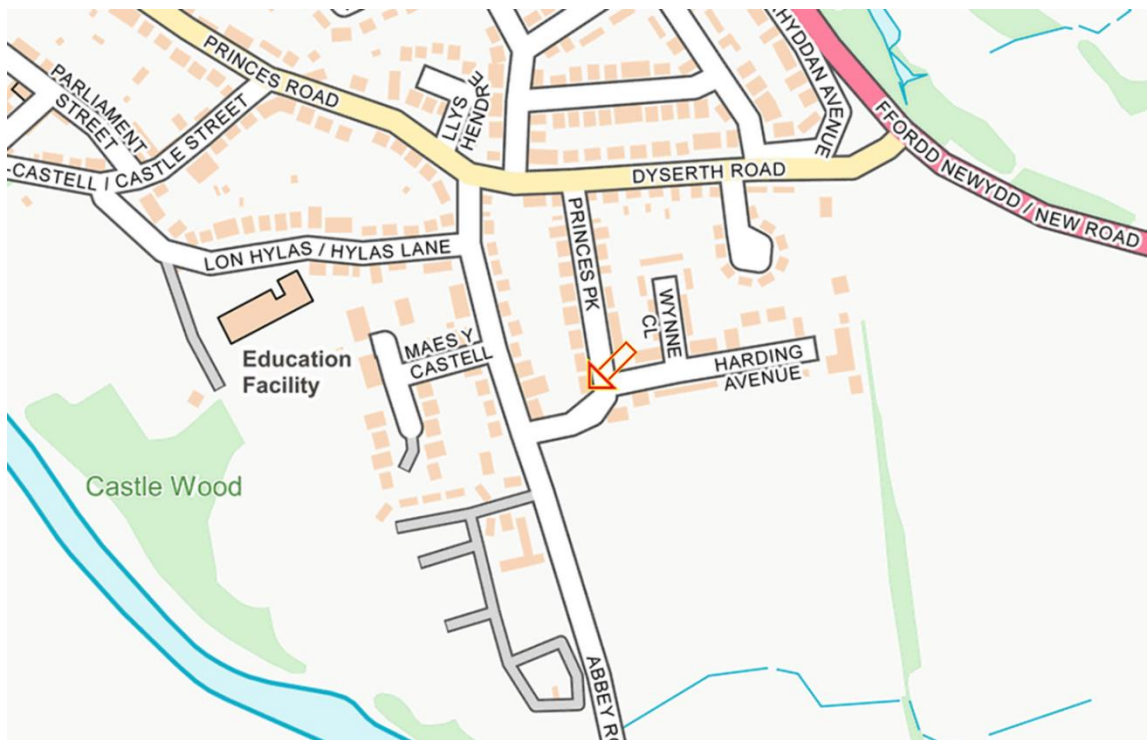 PRINCES ROAD
PARLIAMENT
STREET
LLYS
HENDRE
RHYDDAN AVENUE
FFORDD NEWYDD / NEW ROAD
CASTELL / CASTLE STREET
DYSERTH ROAD
PRINCES PK
LON HYLAS / HYLAS LANE
WYNNE
CL
MAES Y
CASTELL
HARDING
AVENUE
Education
Facility
Castle Wood
ABBEY RO